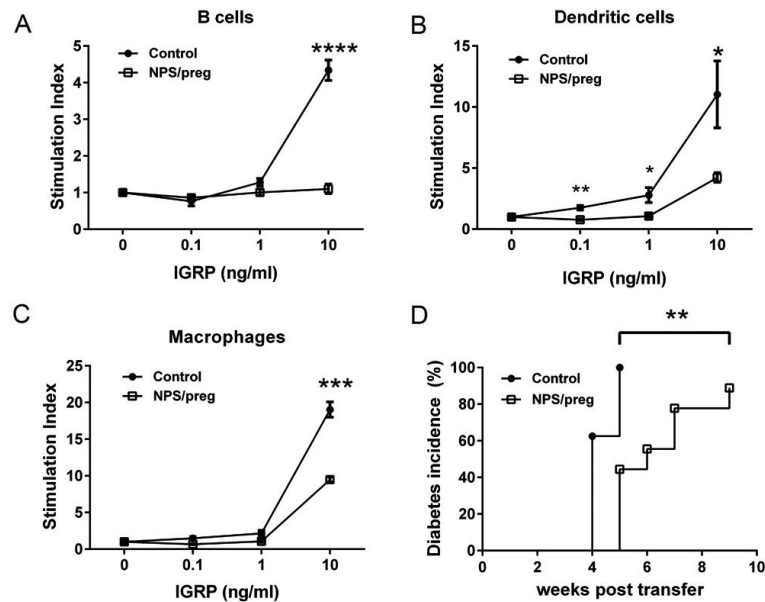 A
B cells
Control
NPS/preg
****
Stimulation Index
5
4
3
2
1
0
0 0.1 1 10
IGRP (ng/ml)
B
Dendritic cells
Control
NPS/preg
**
*
*
Stimulation Index
15
10
5
0
0 0.1 1 10
IGRP (ng/ml)
C
Macrophages
Control
NPS/preg
***
Stimulation Index
25
20
15
10
5
0
0 0.1 1 10
IGRP (ng/ml)
D
**
Control
NPS/preg
Diabetes incidence (%)
100
80
60
40
20
0
0 2 4 6 8 10
weeks post transfer